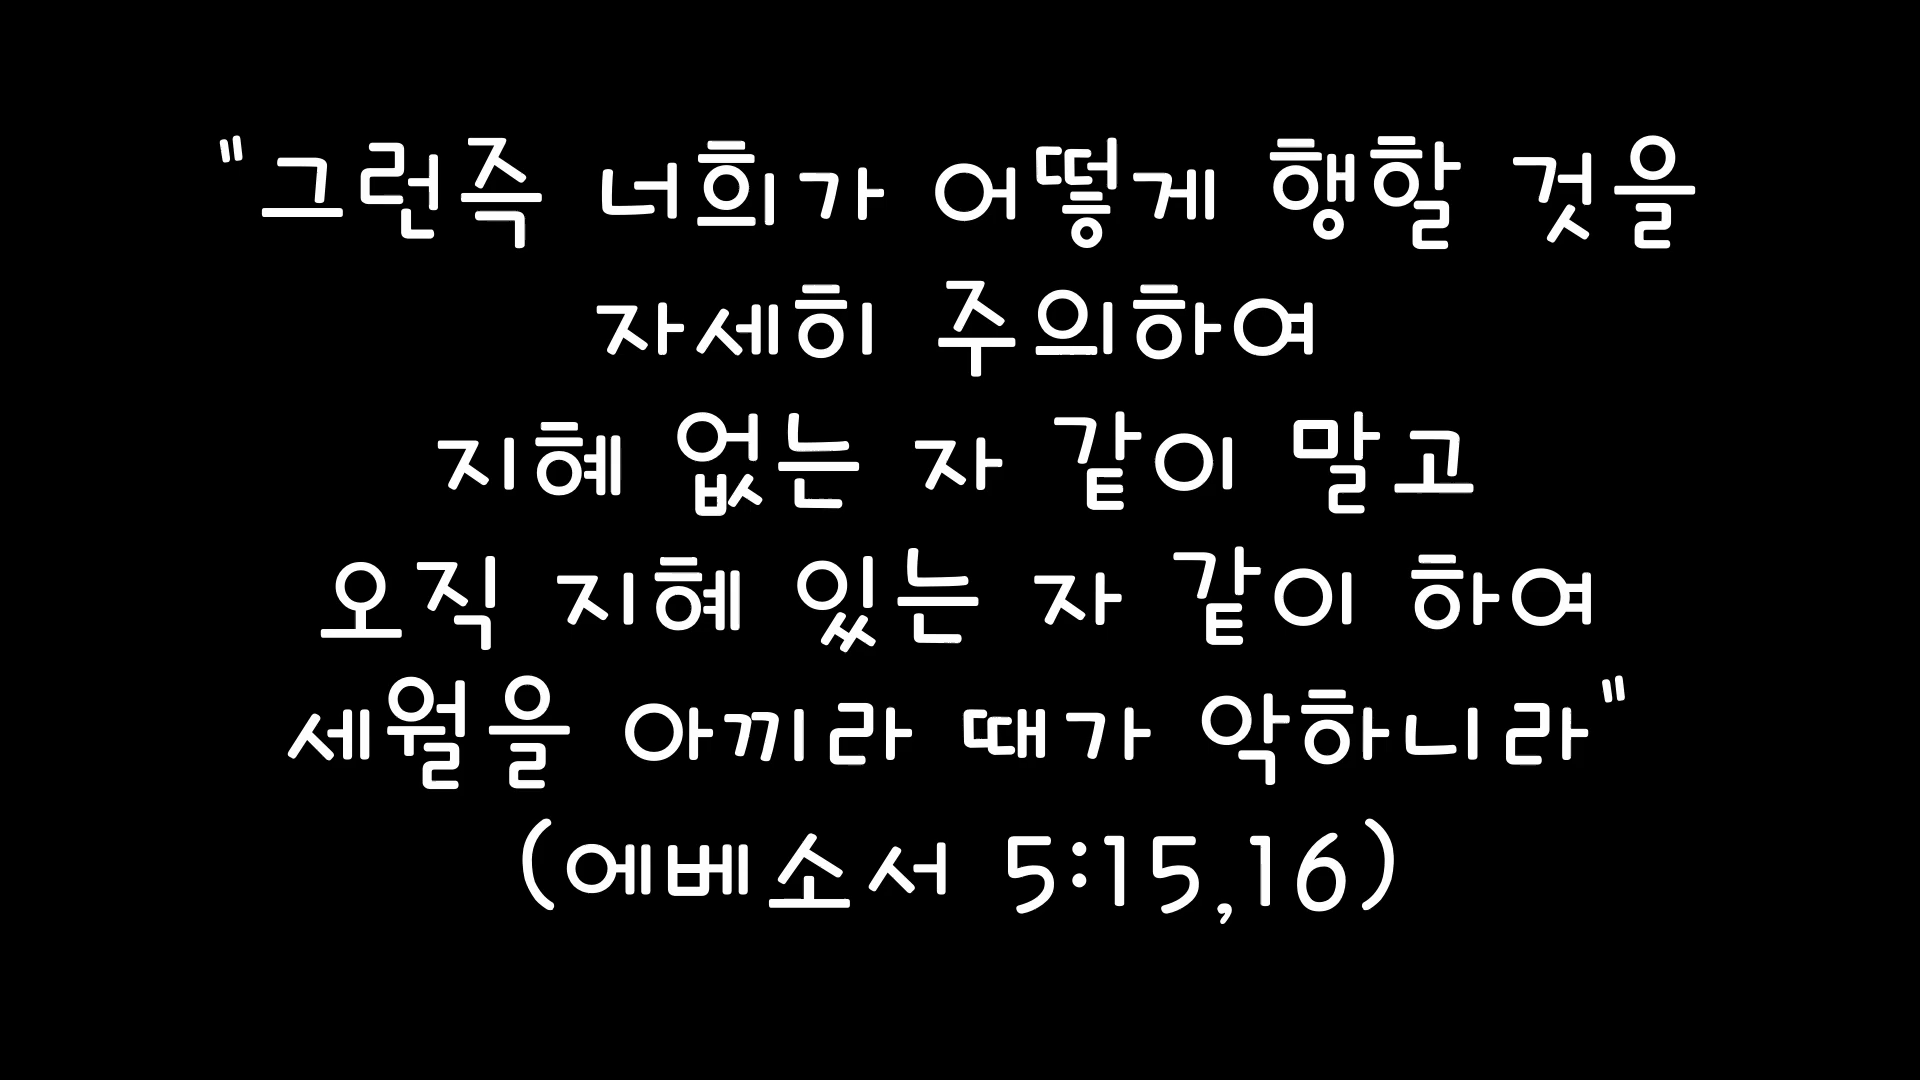 "그런즉 너희가 어떻게 행할 것을
자세히 주의하여
지혜 없는 자 같이 말고
오직 지혜 있는 자 같이 하여
세월을 아끼라 때가 악하니라"
(에베소서 5:15,16)